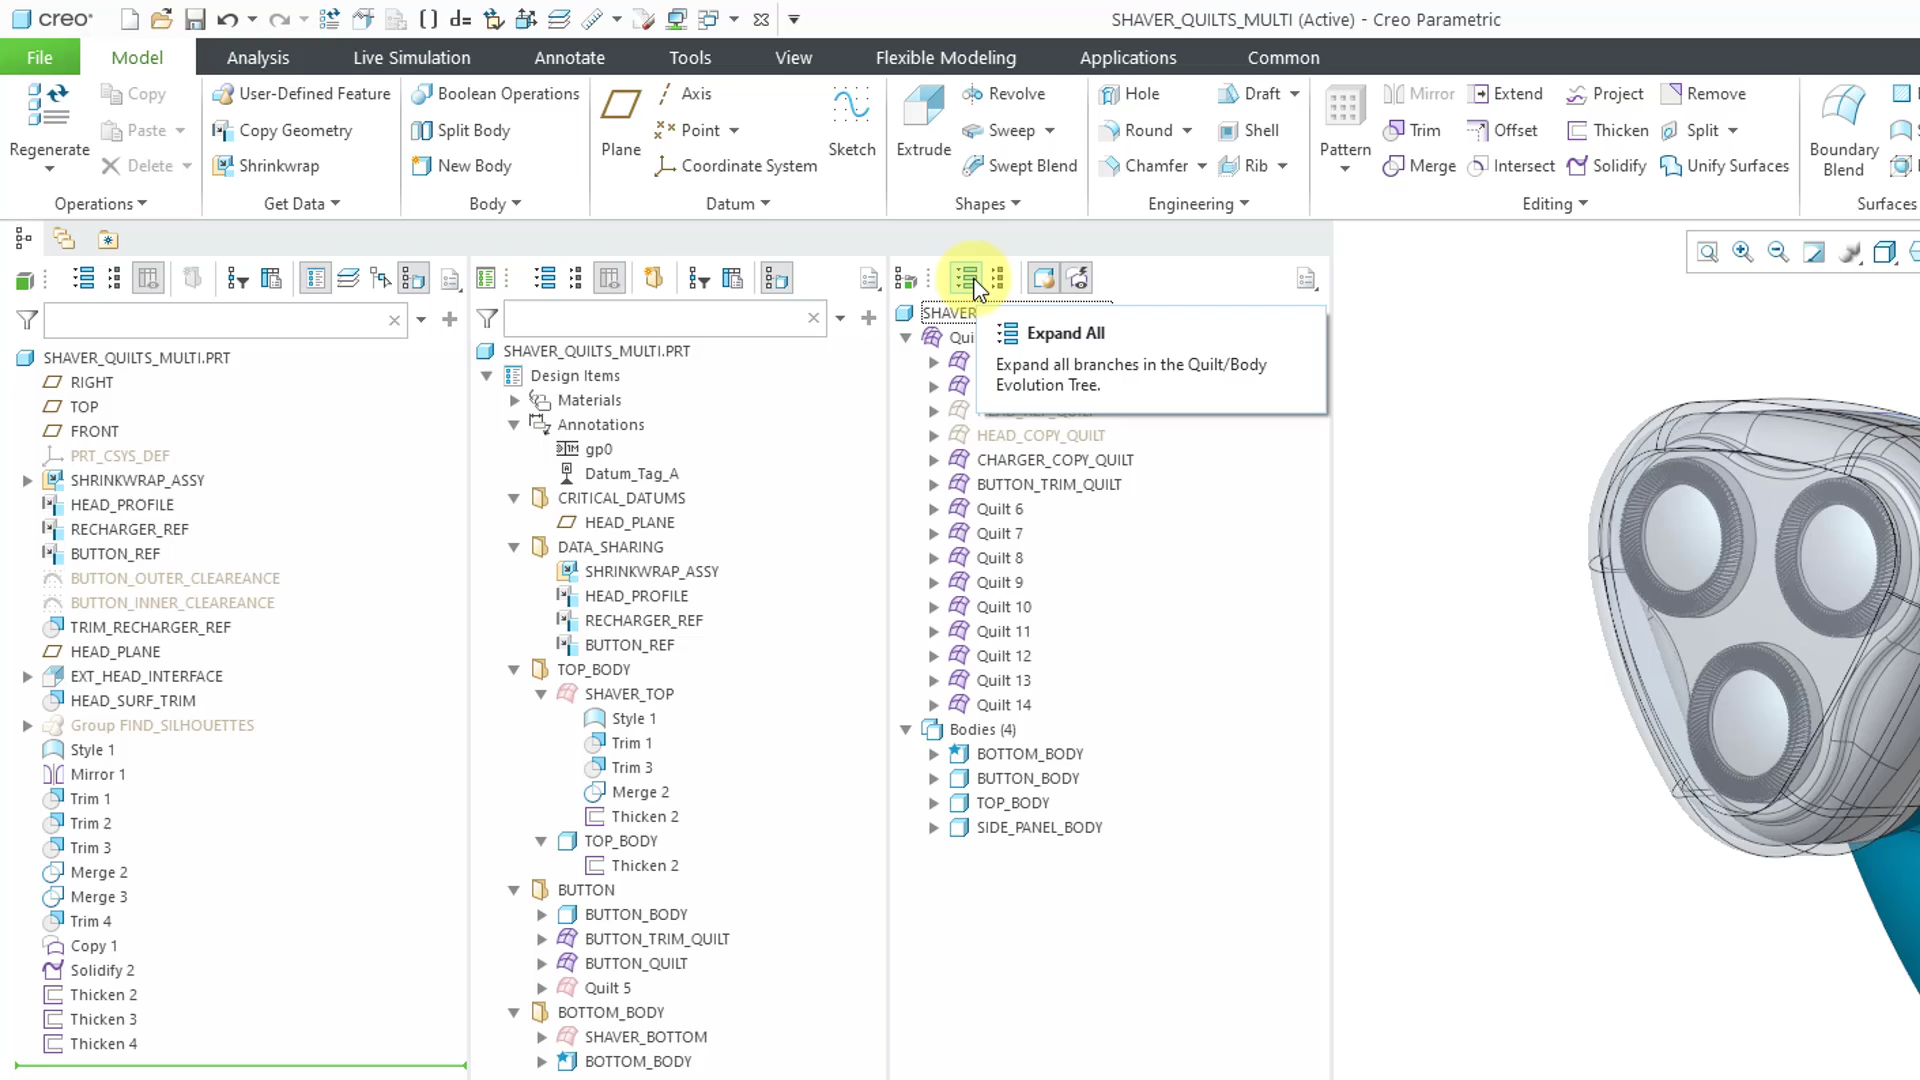 creo
SHAVER_QUILTS_MULTI (Active) - Creo Parametric
File Model Analysis Live Simulation Annotate Tools View Flexible Modeling Applications Common
Regenerate
Copy
Paste
Delete
Operations
User-Defined Feature
Copy Geometry
Shrinkwrap
Get Data
Boolean Operations
Split Body
New Body
Body
Plane
Axis
Point
Coordinate System
Sketch
Datum
Extrude
Revolve
Sweep
Swept Blend
Shapes
Hole
Round
Chamfer
Draft
Shell
Rib
Engineering
Pattern
Mirror
Trim
Merge
Extend
Offset
Intersect
Project
Thicken
Solidify
Remove
Split
Unify Surfaces
Editing
Boundary
Blend
Surfaces
SHAVER_QUILTS_MULTI.PRT
RIGHT
TOP
FRONT
PRT_CSYS_DEF
SHRINKWRAP_ASSY
HEAD_PROFILE
RECHARGER_REF
BUTTON_REF
BUTTON_OUTER_CLEAREANCE
BUTTON_INNER_CLEAREANCE
TRIM_RECHARGER_REF
HEAD_PLANE
EXT_HEAD_INTERFACE
HEAD_SURF_TRIM
Group FIND_SILHOUETTES
Style 1
Mirror 1
Trim 1
Trim 2
Trim 3
Merge 2
Merge 3
Trim 4
Copy 1
Solidify 2
Thicken 2
Thicken 3
Thicken 4
SHAVER_QUILTS_MULTI.PRT
Design Items
Materials
Annotations
gp0
Datum_Tag_A
CRITICAL_DATUMS
HEAD_PLANE
DATA_SHARING
SHRINKWRAP_ASSY
HEAD_PROFILE
RECHARGER_REF
BUTTON_REF
TOP_BODY
SHAVER_TOP
Style 1
Trim 1
Trim 3
Merge 2
Thicken 2
TOP_BODY
Thicken 2
BUTTON
BUTTON_BODY
BUTTON_TRIM_QUILT
BUTTON_QUILT
Quilt 5
BOTTOM_BODY
SHAVER_BOTTOM
BOTTOM_BODY
SHAVER
Qui
Expand All
Expand all branches in the Quilt/Body
Evolution Tree.
HEAD_COPY_QUILT
CHARGER_COPY_QUILT
BUTTON_TRIM_QUILT
Quilt 6
Quilt 7
Quilt 8
Quilt 9
Quilt 10
Quilt 11
Quilt 12
Quilt 13
Quilt 14
Bodies (4)
BOTTOM_BODY
BUTTON_BODY
TOP_BODY
SIDE_PANEL_BODY